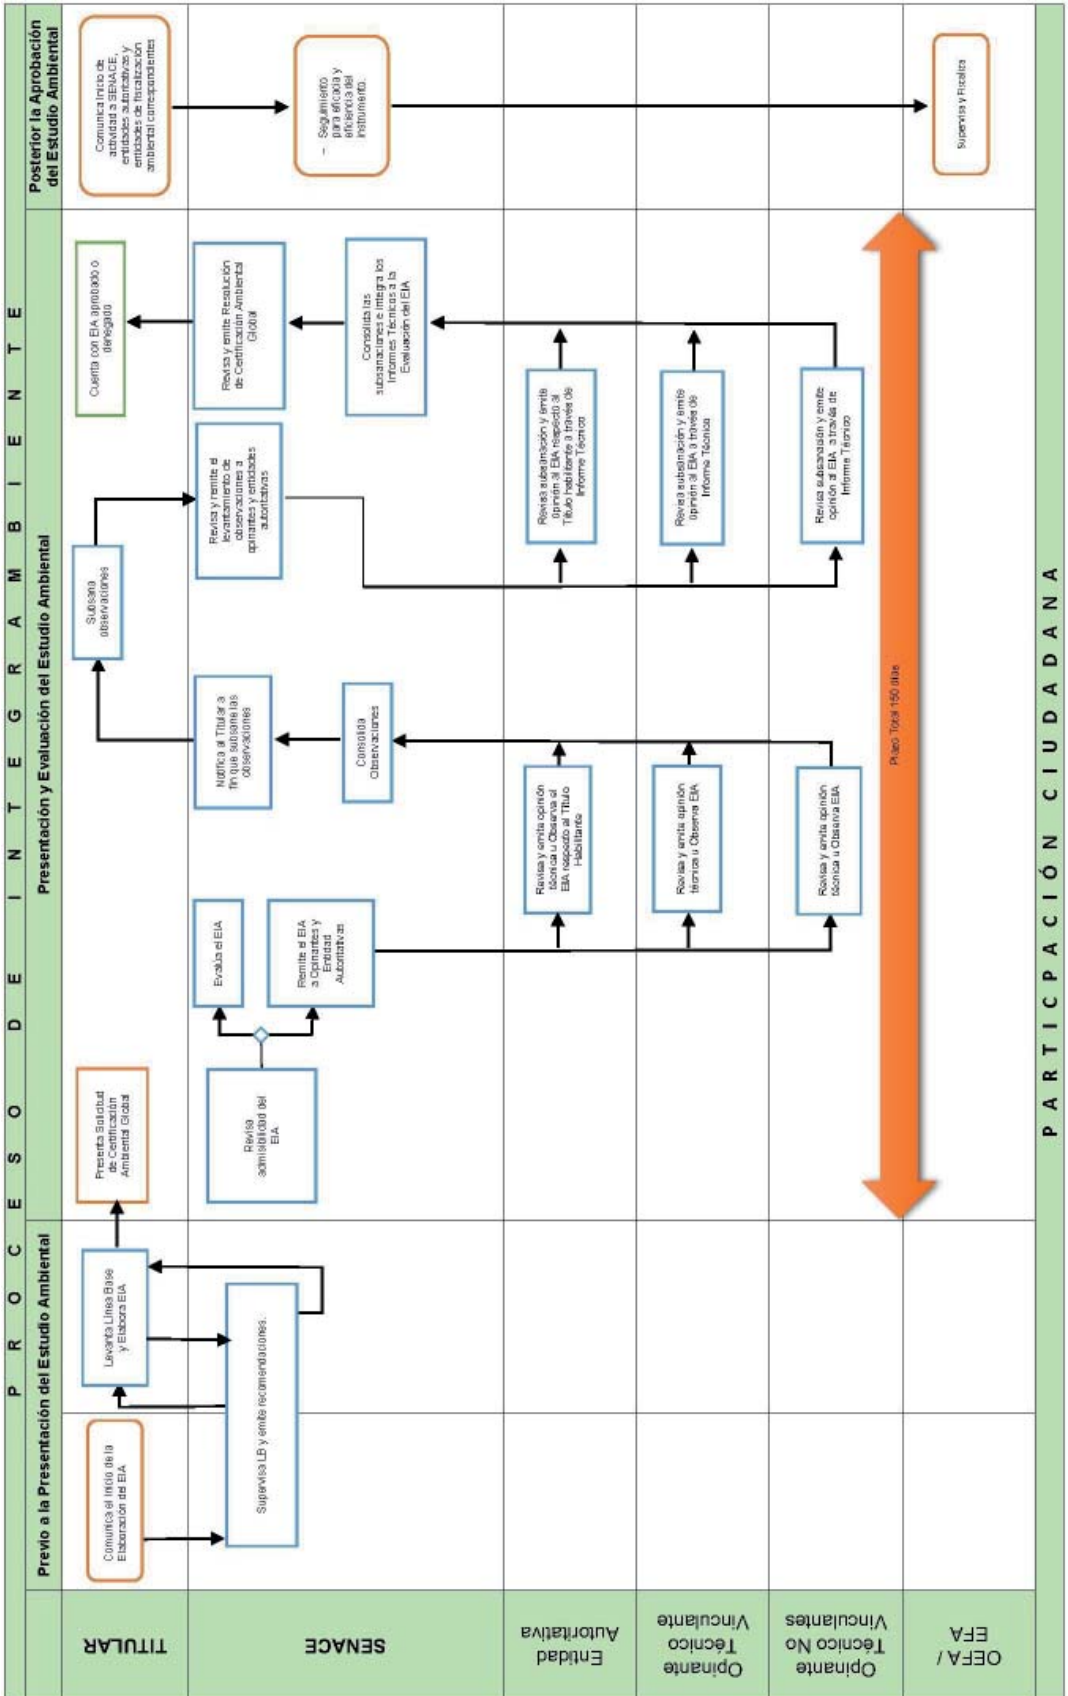 P R O C E S O D E I N T E G R A M B I E N T E
Previo a la Presentación del Estudio Ambiental
Presentación y Evaluación del Estudio Ambiental
Posterior la Aprobación
del Estudio Ambiental
TITULAR
Comunica el Inicio de la
Elaboración del EIA
Levanta Línea Base
y Elabora EIA
Presenta Solicitud
de Certificación
Ambiental Global
Subsana
observaciones
Cuenta con EIA aprobado o
denegado
Comunica Inicio de
actividad a SENACE,
entidades autoritativas y
entidades de fiscalización
ambiental correspondientes
SENACE
Supervisa LB y emite recomendaciones.
Revisa
admisibilidad del
EIA
Evalúa el EIA
Remite el EIA
a Opinantes y
Entidad
Autoritativas
Notifica al Titular a
fin que subsane las
observaciones
Consolida
Observaciones
Revisa y remite el
levantamiento de
observaciones a
opinantes y entidades
autoritativas
Revisa y emite Resolución
de Certificación Ambiental
Global
Consolida las
subsanaciones e integra los
Informes Técnicos a la
Evaluación del EIA
– Seguimiento
para eficacia y
eficiencia del
instrumento.
Entidad
Autoritativa
Revisa y emite opinión
técnica u Observa el
EIA respecto al Título
Habilitante
Revisa subsanación y emite
Opinión al EIA respecto al
Título habilitante a través de
Informe Técnico
Opinante
Técnico
Vinculante
Revisa y emite opinión
técnica u Observa EIA
Revisa subsanación y emite
opinión al EIA a través de
Informe Técnico
Opinante
Técnico No
Vinculantes
Revisa y emite opinión
técnica u Observa EIA
Revisa subsanación y emite
opinión al EIA a través de
Informe Técnico
OEFA /
EFA
Plazo Total 150 días
Supervisa y Fiscaliza
P A R T I C P A C I Ó N C I U D A D A N A